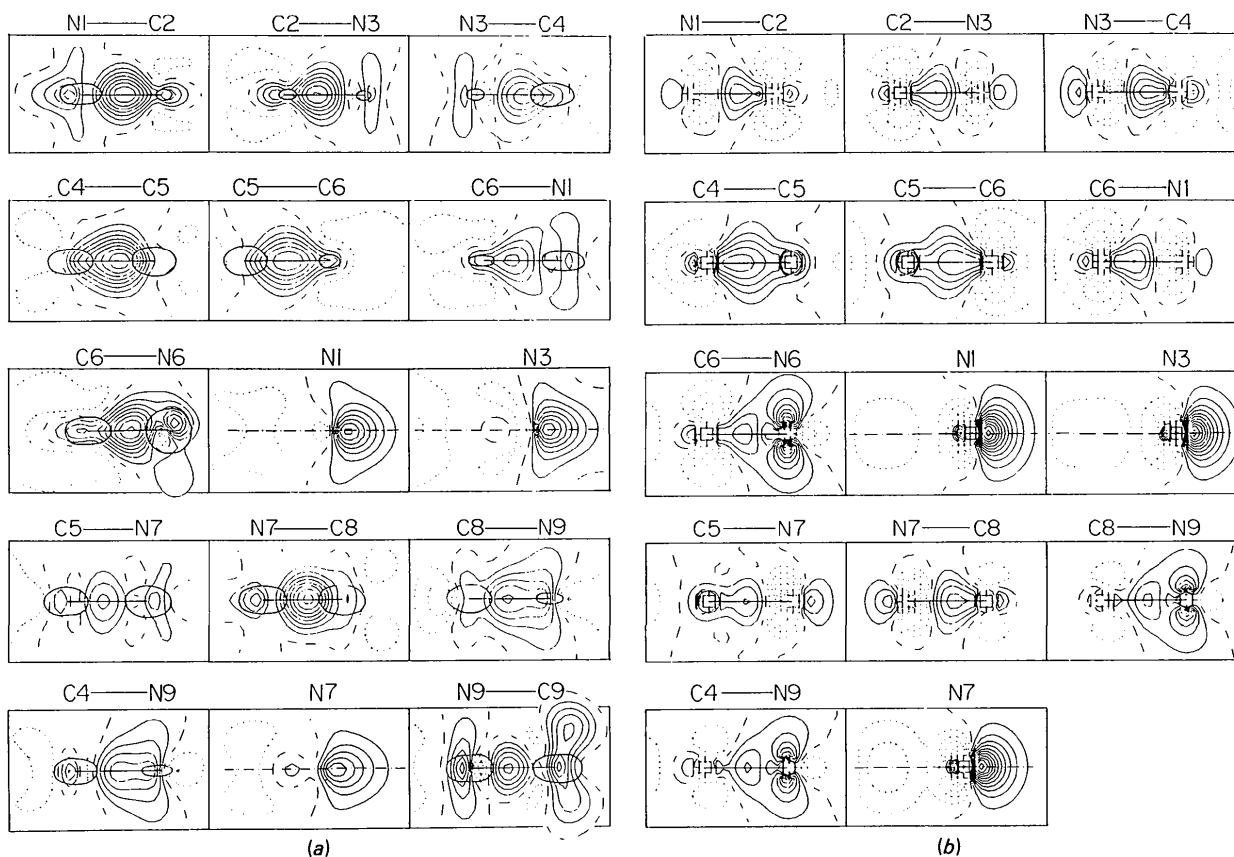 N1——C2 C2——N3 N3——C4 N1——C2 C2——N3 N3——C4
C4——C5 C5——C6 C6——N1 C4——C5 C5——C6 C6——N1
C6——N6 N1 N3 C6——N6 N1 N3
C5——N7 N7——C8 C8——N9 C5——N7 N7——C8 C8——N9
C4——N9 N7 N9——C9 C4——N9 N7
(a) (b)